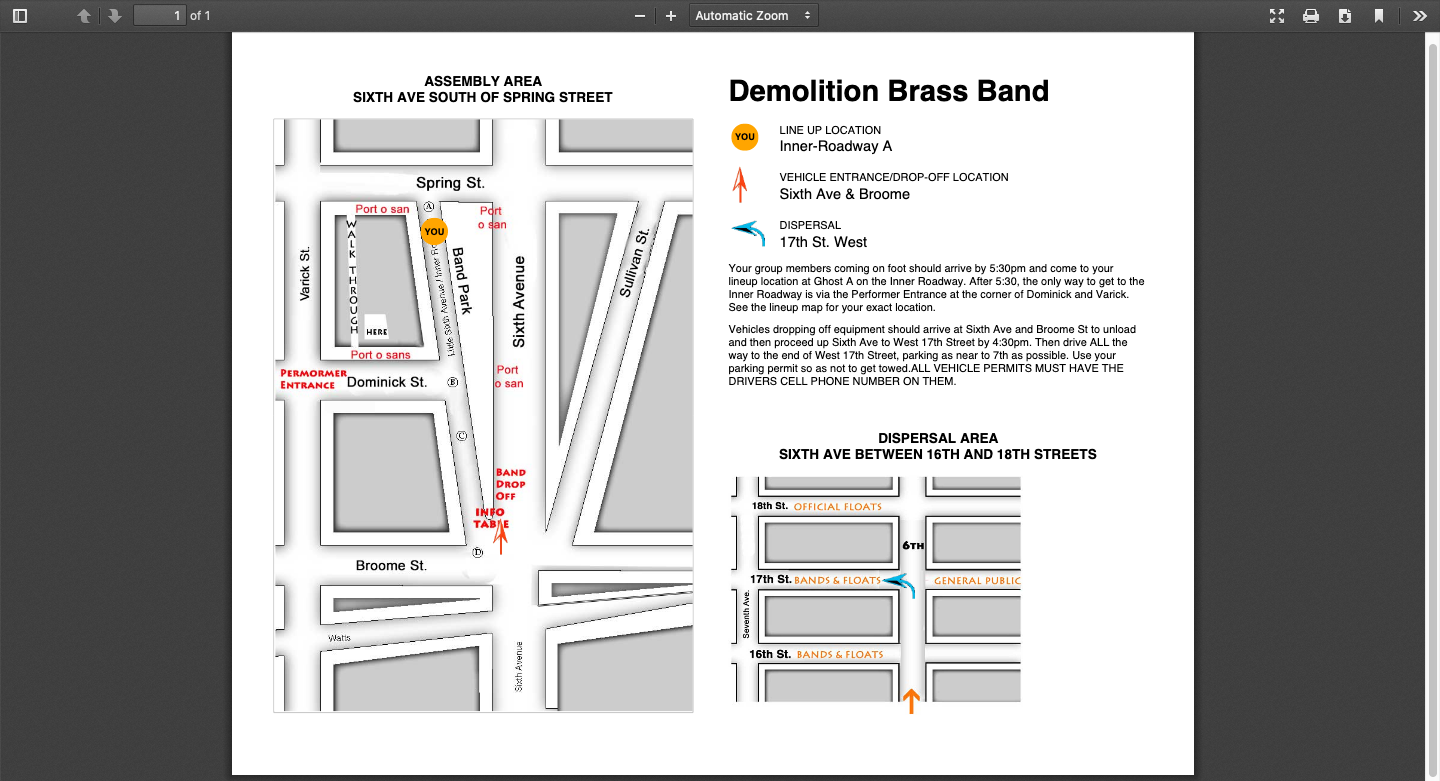 1 of 1
Automatic Zoom
ASSEMBLY AREA
SIXTH AVE SOUTH OF SPRING STREET
Spring St.
Port o san
A
Port
o san
YOU
WALK THROUGH
HERE
Varick St.
Little Sixth Avenue / Inner
Band Park
Sixth Avenue
Sullivan St.
Port o sans
PERMORMER
ENTRANCE
Dominick St.
B
Port
o san
C
BAND
DROP
OFF
INFO
TABLE
D
Broome St.
Watts
Sixth Avenue
Demolition Brass Band
YOU
LINE UP LOCATION
Inner-Roadway A
VEHICLE ENTRANCE/DROP-OFF LOCATION
Sixth Ave & Broome
DISPERSAL
17th St. West
Your group members coming on foot should arrive by 5:30pm and come to your
lineup location at Ghost A on the Inner Roadway. After 5:30, the only way to get to the
Inner Roadway is via the Performer Entrance at the corner of Dominick and Varick.
See the lineup map for your exact location.
Vehicles dropping off equipment should arrive at Sixth Ave and Broome St to unload
and then proceed up Sixth Ave to West 17th Street by 4:30pm. Then drive ALL the
way to the end of West 17th Street, parking as near to 7th as possible. Use your
parking permit so as not to get towed.ALL VEHICLE PERMITS MUST HAVE THE
DRIVERS CELL PHONE NUMBER ON THEM.
DISPERSAL AREA
SIXTH AVE BETWEEN 16TH AND 18TH STREETS
18th St. OFFICIAL FLOATS
6TH
17th St. BANDS & FLOATS
GENERAL PUBLIC
Seventh Ave.
16th St. BANDS & FLOATS